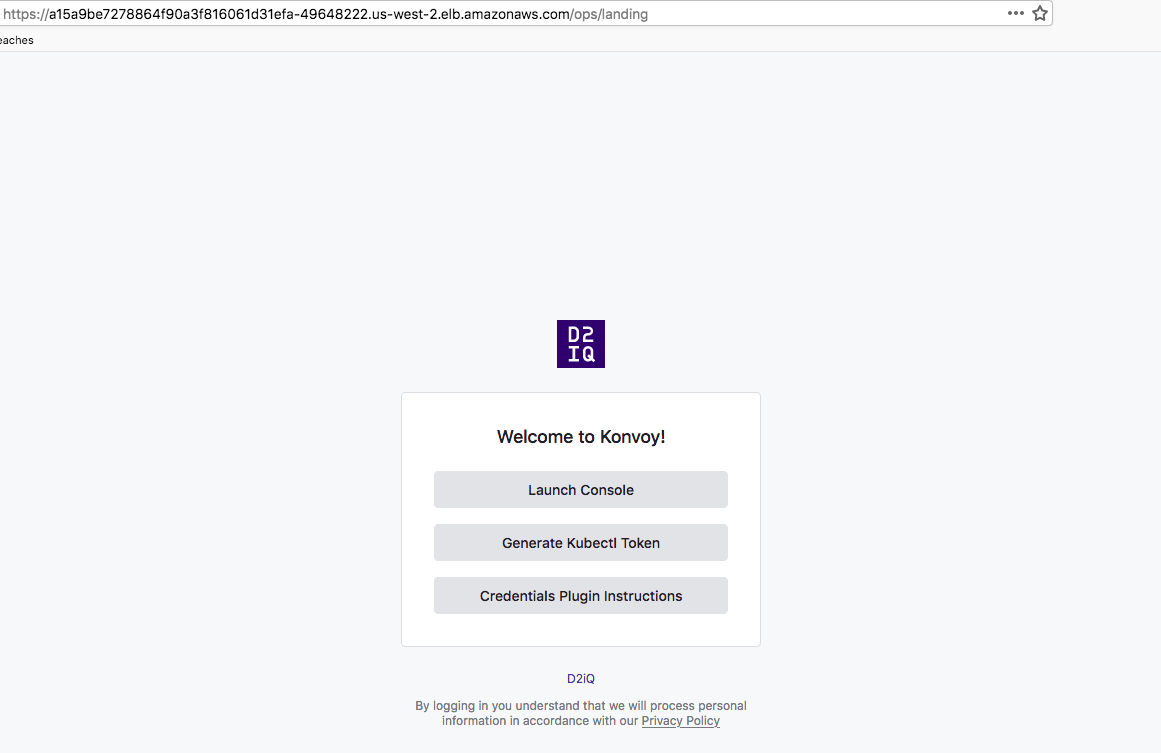 https://a15a9be7278864f90a3f816061d31efa-49648222.us-west-2.elb.amazonaws.com/ops/landing
eaches
D2
IQ
Welcome to Konvoy!
Launch Console
Generate Kubectl Token
Credentials Plugin Instructions
D2iQ
By logging in you understand that we will process personal
information in accordance with our Privacy Policy